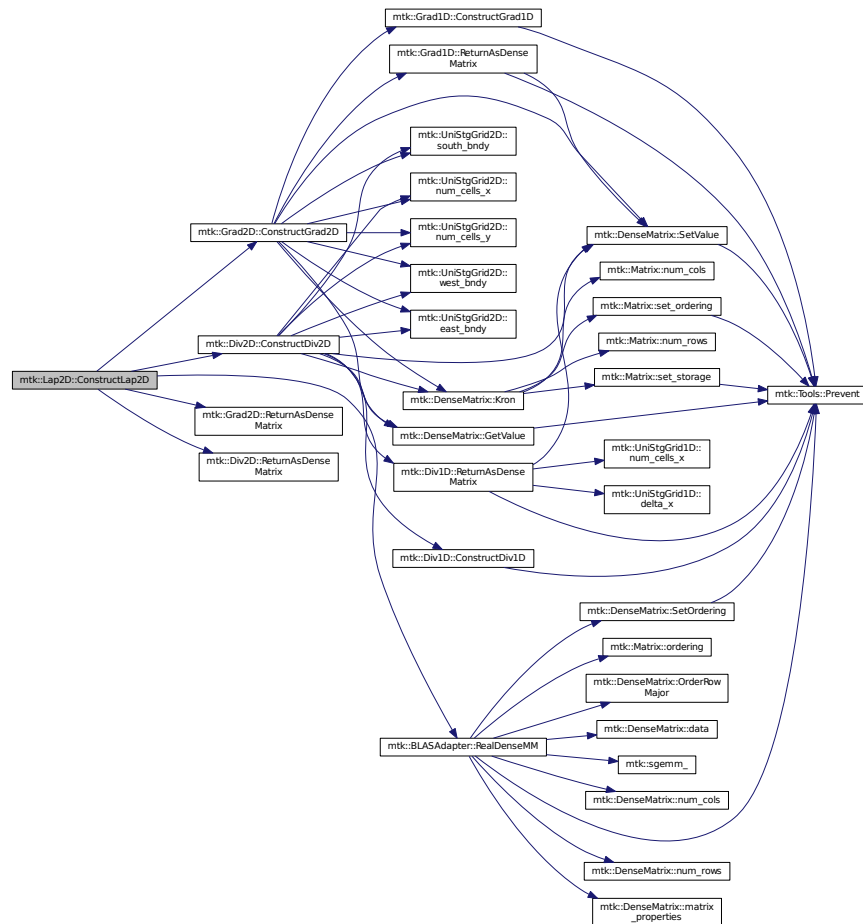 mtk::Grad1D::ConstructGrad1D
mtk::Grad1D::ReturnAsDense
Matrix
mtk::UniStgGrid2D::
south_bndy
mtk::UniStgGrid2D::
num_cells_x
mtk::Grad2D::ConstructGrad2D
mtk::UniStgGrid2D::
num_cells_y
mtk::DenseMatrix::SetValue
mtk::UniStgGrid2D::
west_bndy
mtk::Matrix::num_cols
mtk::UniStgGrid2D::
east_bndy
mtk::Matrix::set_ordering
mtk::Div2D::ConstructDiv2D
mtk::Matrix::num_rows
mtk::Lap2D::ConstructLap2D
mtk::Matrix::set_storage
mtk::Tools::Prevent
mtk::DenseMatrix::Kron
mtk::Grad2D::ReturnAsDense
Matrix
mtk::DenseMatrix::GetValue
mtk::Div2D::ReturnAsDense
Matrix
mtk::UniStgGrid1D::
num_cells_x
mtk::Div1D::ReturnAsDense
Matrix
mtk::UniStgGrid1D::
delta_x
mtk::Div1D::ConstructDiv1D
mtk::DenseMatrix::SetOrdering
mtk::Matrix::ordering
mtk::DenseMatrix::OrderRow
Major
mtk::DenseMatrix::data
mtk::BLASAdapter::RealDenseMM
mtk::sgemm_
mtk::DenseMatrix::num_cols
mtk::DenseMatrix::num_rows
mtk::DenseMatrix::matrix
_properties